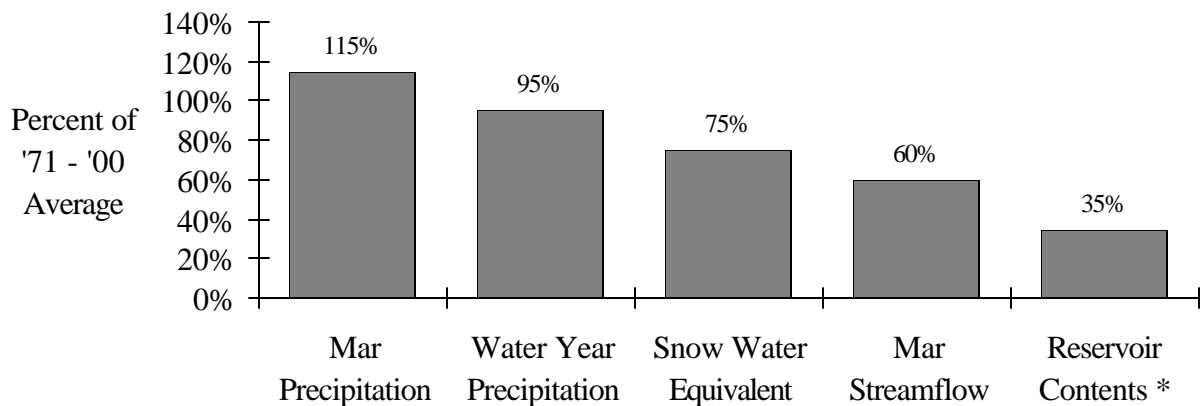 140%
120%
100%
80%
60%
40%
20%
0%
Percent of
'71 - '00
Average
115%
95%
75%
60%
35%
Mar
Precipitation
Water Year
Precipitation
Snow Water
Equivalent
Mar
Streamflow
Reservoir
Contents *